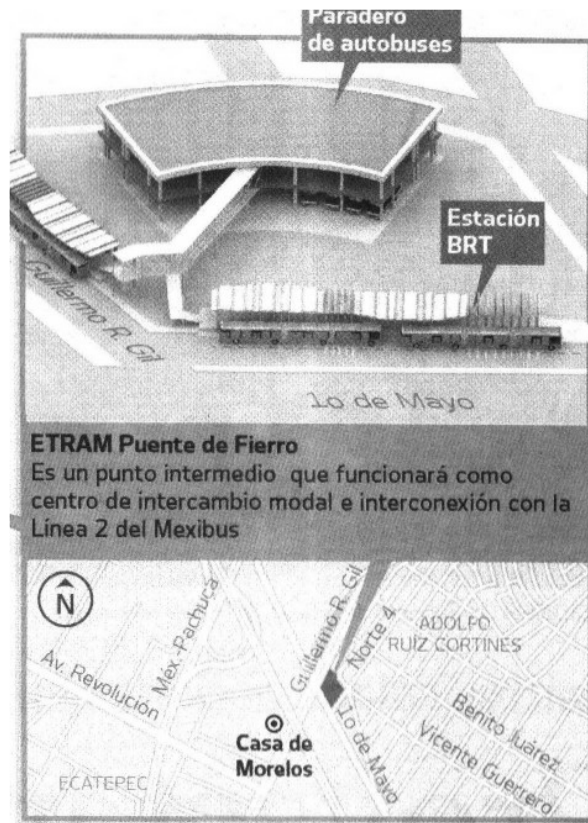 Paradero
de autobuses
Estación
BRT
Guillermo R. Gil
1o de Mayo
ETRAM Puente de Fierro
Es un punto intermedio que funcionará como
centro de intercambio modal e interconexión con la
Línea 2 del Mexibus
N
Méx.-Pachuca
Guillermo R. Gil
Norte 4
ADOLFO
RUÍZ CORTINES
Av. Revolución
Benito Juárez
Casa de
Morelos
1o de Mayo
Vicente Guerrero
ECATEPEC